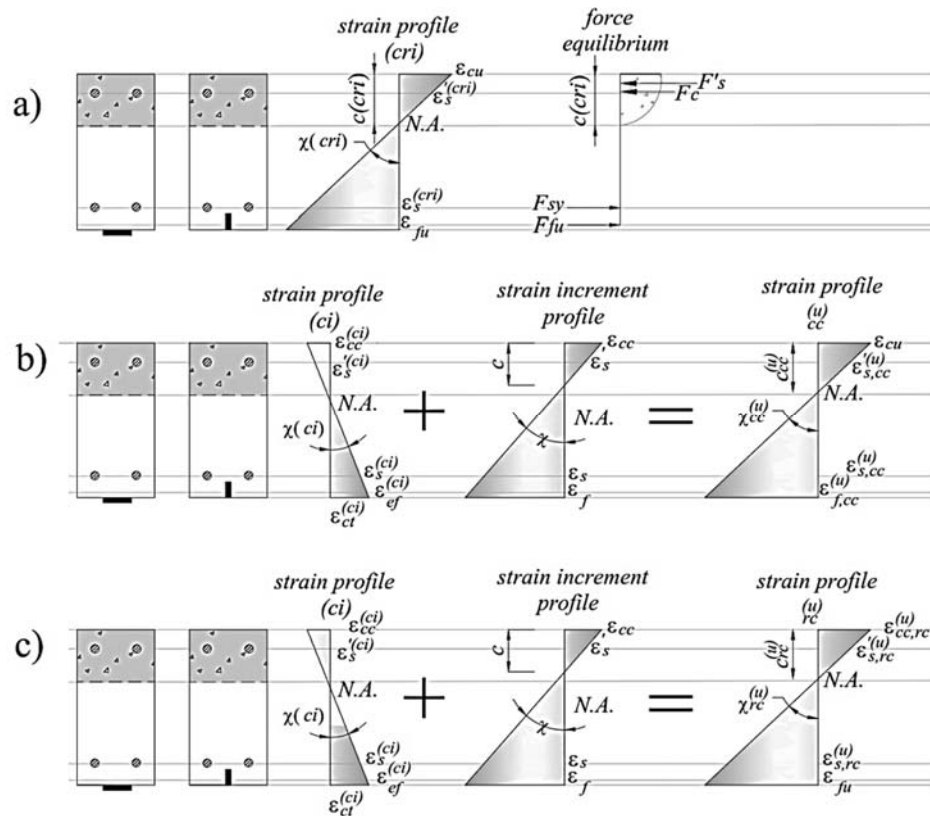 a)
strain profile
(cri)
force
equilibrium
c(cri)
εcu
ε's(cri)
N.A.
χ(cri)
εs(cri)
εfu
c(cri)
F's
Fc
Fsy
Ffu
b)
strain profile
(ci)
strain increment
profile
strain profile
(u)
cc
εcc(ci)
ε's(ci)
N.A.
χ(ci)
εs(ci)
εef(ci)
εct(ci)
+
c
εcc
ε's
N.A.
χ
εs
εf
=
ccc(u)
εcu
ε's,cc(u)
N.A.
χcc(u)
εs,cc(u)
εf,cc(u)
c)
strain profile
(ci)
strain increment
profile
strain profile
(u)
rc
εcc(ci)
ε's(ci)
N.A.
χ(ci)
εs(ci)
εef(ci)
εct(ci)
+
c
εcc
ε's
N.A.
χ
εs
εf
=
crc(u)
εcc,rc(u)
ε's,rc(u)
N.A.
χrc(u)
εs,rc(u)
εfu